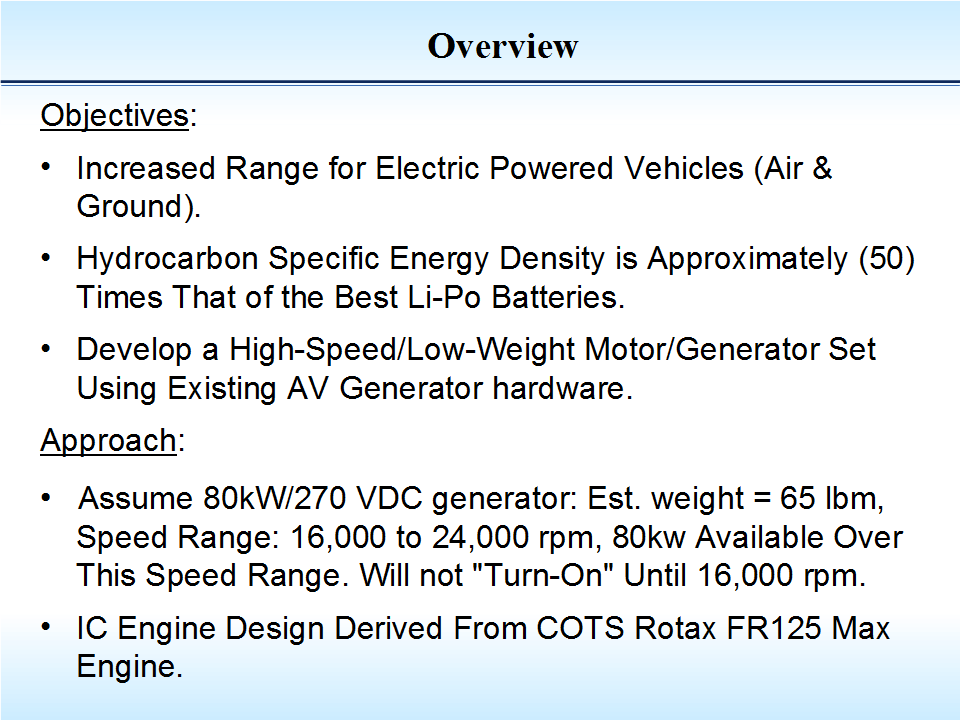 Overview
Objectives:
• Increased Range for Electric Powered Vehicles (Air &
Ground).
• Hydrocarbon Specific Energy Density is Approximately (50)
Times That of the Best Li-Po Batteries.
• Develop a High-Speed/Low-Weight Motor/Generator Set
Using Existing AV Generator hardware.
Approach:
• Assume 80kW/270 VDC generator: Est. weight = 65 lbm,
Speed Range: 16,000 to 24,000 rpm, 80kw Available Over
This Speed Range. Will not "Turn-On" Until 16,000 rpm.
• IC Engine Design Derived From COTS Rotax FR125 Max
Engine.